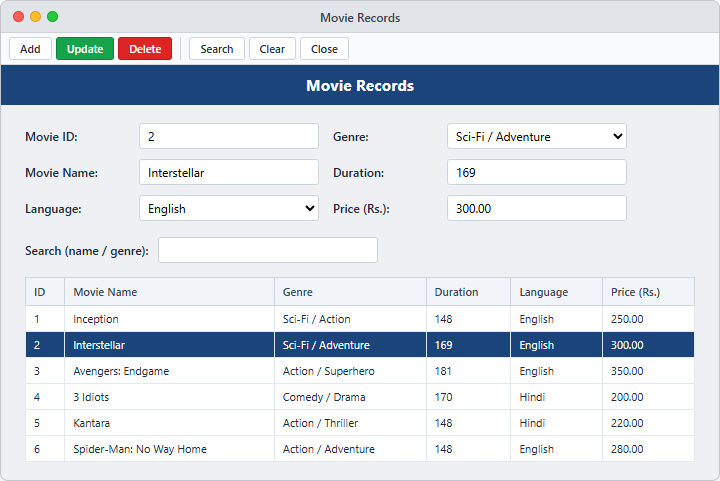 Movie Records
Add Update Delete Search Clear Close
Movie Records
Movie ID: 2 Genre: Sci-Fi / Adventure
Movie Name: Interstellar Duration: 169
Language: English Price (Rs.): 300.00
Search (name / genre):
ID Movie Name Genre Duration Language Price (Rs.)
1 Inception Sci-Fi / Action 148 English 250.00
2 Interstellar Sci-Fi / Adventure 169 English 300.00
3 Avengers: Endgame Action / Superhero 181 English 350.00
4 3 Idiots Comedy / Drama 170 Hindi 200.00
5 Kantara Action / Thriller 148 Hindi 220.00
6 Spider-Man: No Way Home Action / Adventure 148 English 280.00